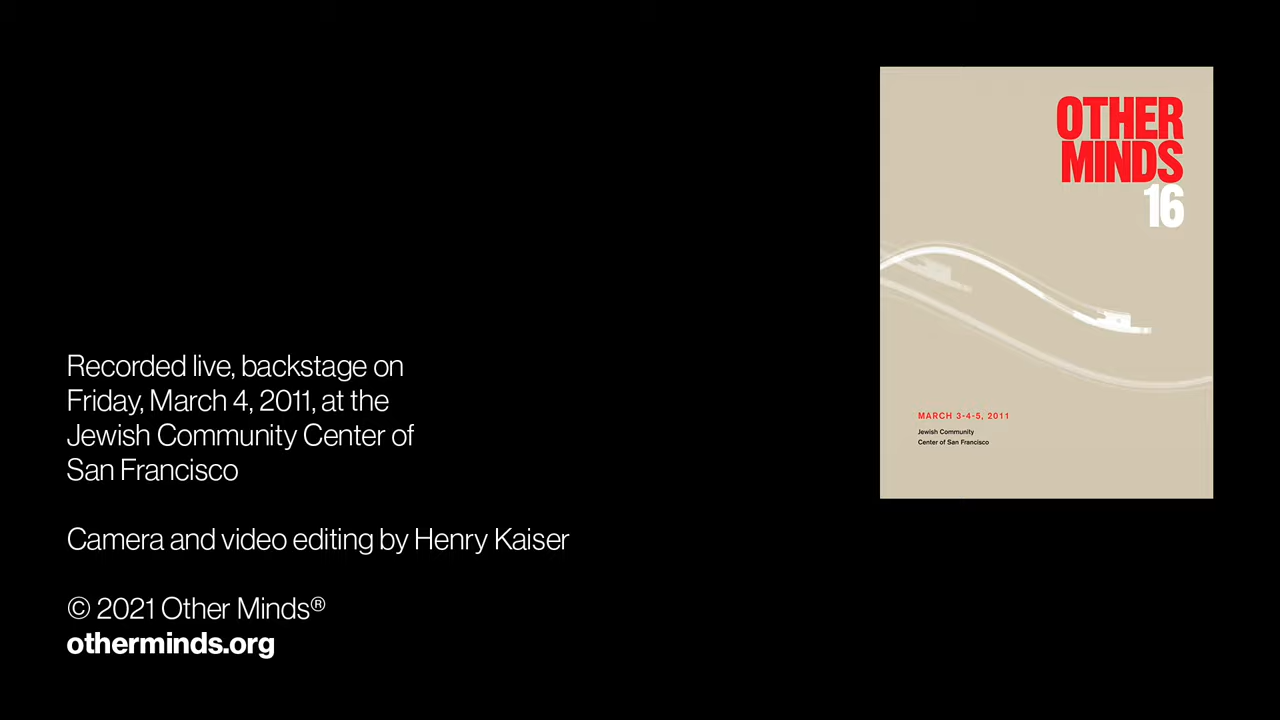 Recorded live, backstage on
Friday, March 4, 2011, at the
Jewish Community Center of
San Francisco
Camera and video editing by Henry Kaiser
© 2021 Other Minds®
otherminds.org
OTHER
MINDS
16
MARCH 3-4-5, 2011
Jewish Community
Center of San Francisco